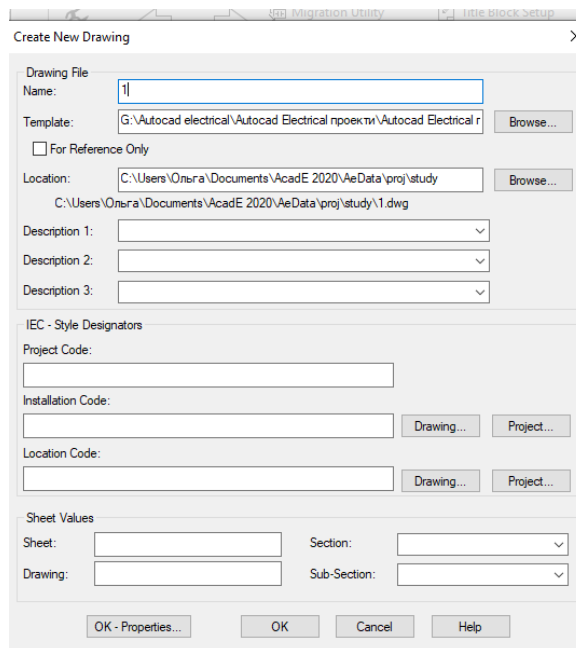 Migration Utility
Title Block Setup
Create New Drawing
Drawing File
Name:
1
Template:
G:\Autocad electrical\Autocad Electrical проекти\Autocad Electrical г
Browse...
For Reference Only
Location:
C:\Users\Ольга\Documents\AcadE 2020\AeData\proj\study
Browse...
C:\Users\Ольга\Documents\AcadE 2020\AeData\proj\study\1.dwg
Description 1:
Description 2:
Description 3:
IEC - Style Designators
Project Code:
Installation Code:
Drawing...
Project...
Location Code:
Drawing...
Project...
Sheet Values
Sheet:
Section:
Drawing:
Sub-Section:
OK - Properties...
OK
Cancel
Help